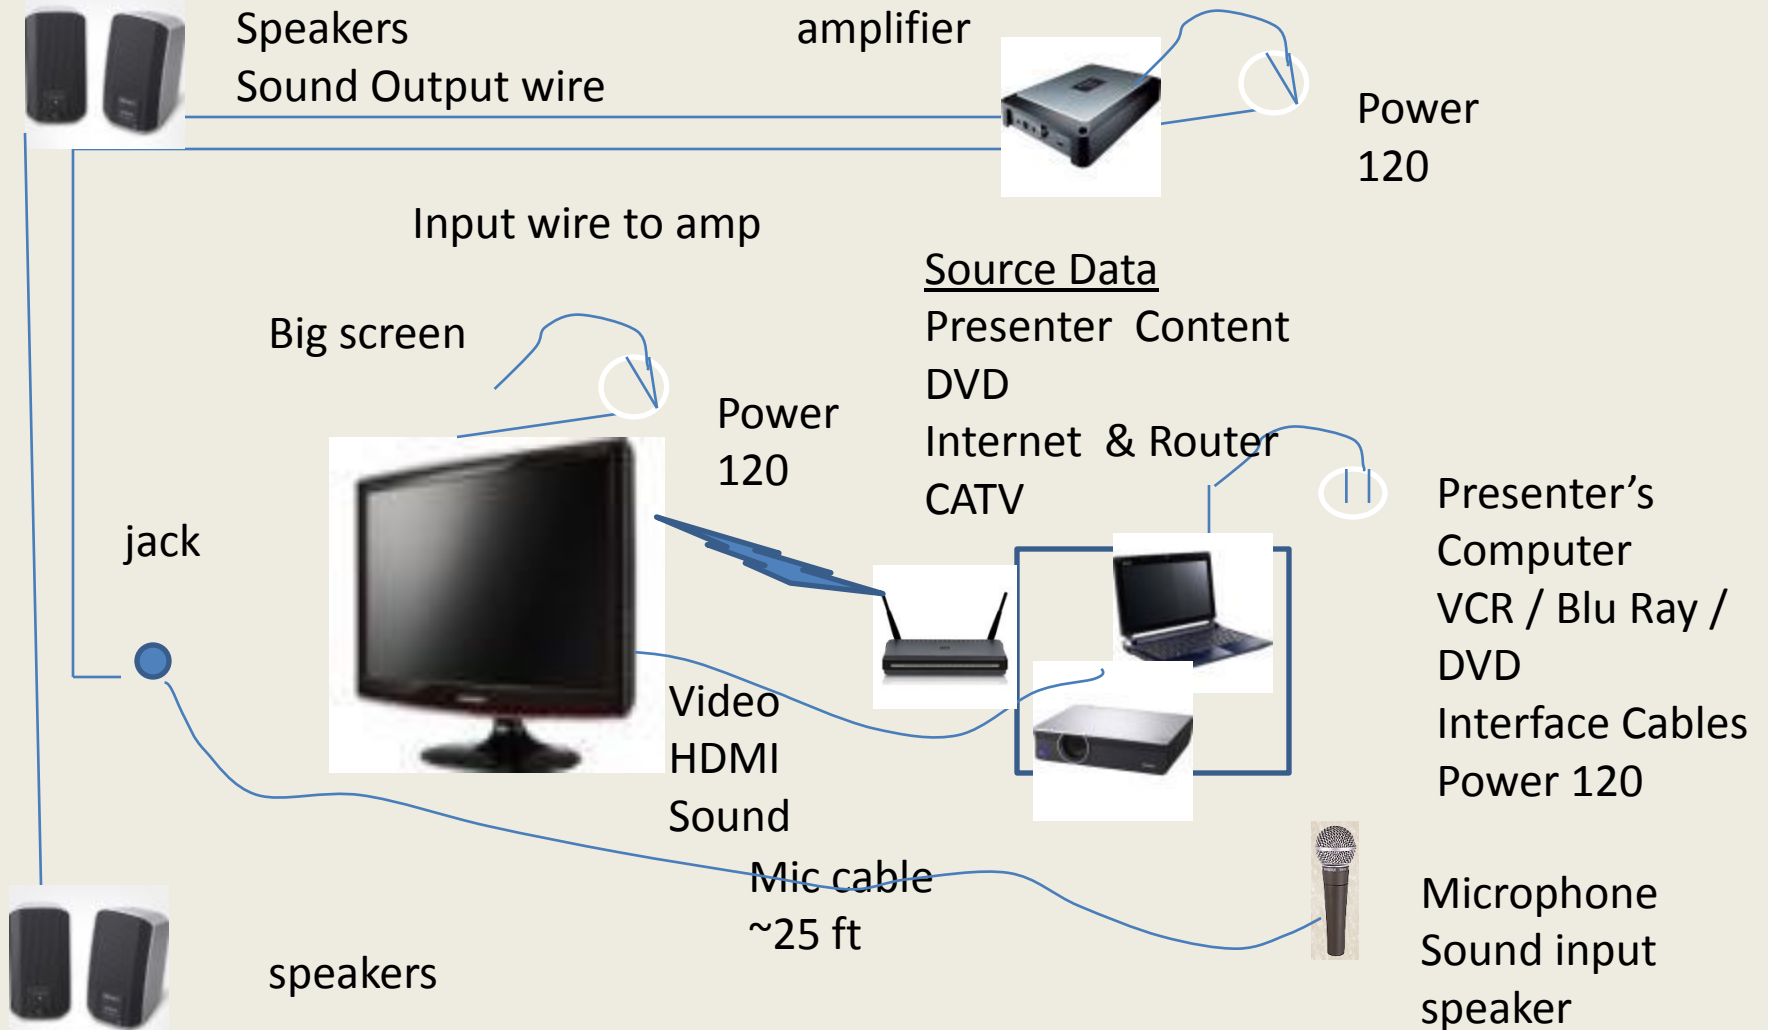 Speakers
Sound Output wire
amplifier
Power
120
Input wire to amp
Source Data
Presenter Content
DVD
Internet & Router
CATV
Big screen
Power
120
jack
Presenter’s
Computer
VCR / Blu Ray /
DVD
Interface Cables
Power 120
Video
HDMI
Sound
Mic cable
~25 ft
Microphone
Sound input
speaker
speakers